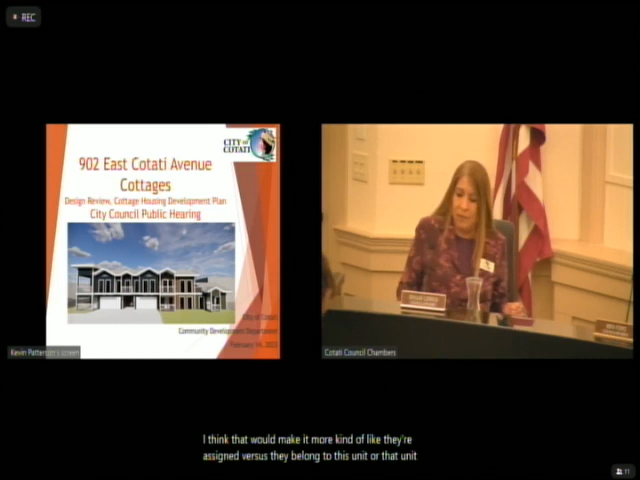 REC
CITY OF
COTATI
902 East Cotati Avenue
Cottages
Design Review, Cottage Housing Development Plan
City Council Public Hearing
City of Cotati
Community Development Department
Kevin Patterson's screen
Cotati Council Chambers
I think that would make it more kind of like they're
assigned versus they belong to this unit or that unit
11